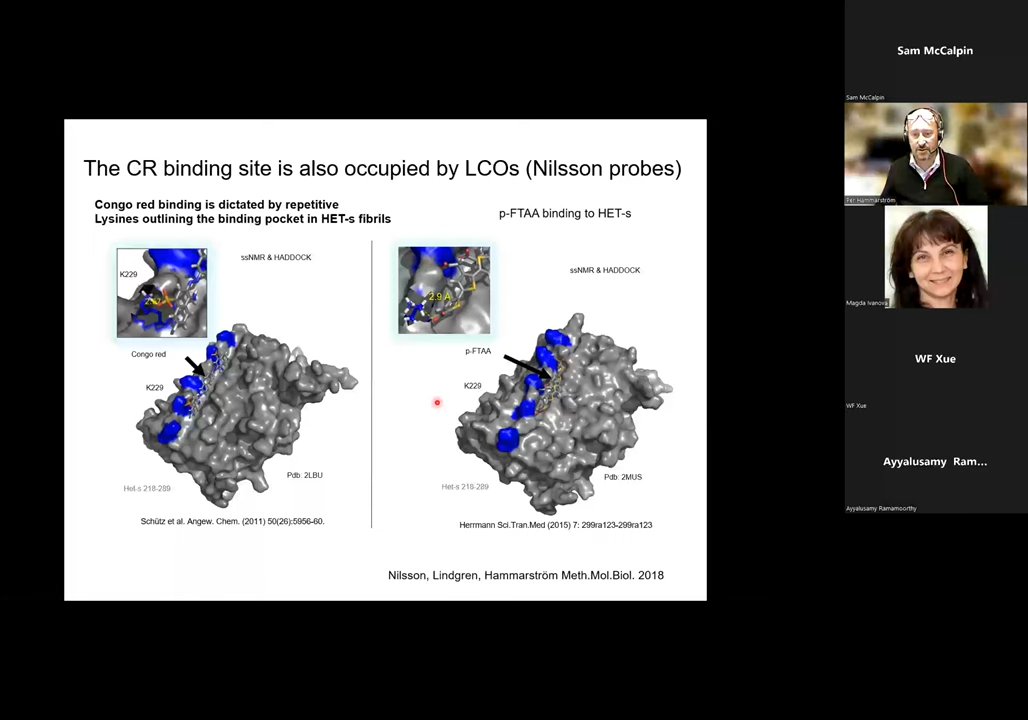 The CR binding site is also occupied by LCOs (Nilsson probes)
Congo red binding is dictated by repetitive
Lysines outlining the binding pocket in HET-s fibrils
p-FTAA binding to HET-s
ssNMR & HADDOCK
K229
Congo red
K229
Pdb: 2LBU
Het-s 218-289
Schütz et al. Angew. Chem. (2011) 50(26):5956-60.
ssNMR & HADDOCK
2.9 A
p-FTAA
K229
Pdb: 2MUS
Het-s 218-289
Herrmann Sci.Tran.Med (2015) 7: 299ra123-299ra123
Nilsson, Lindgren, Hammarström Meth.Mol.Biol. 2018
Sam McCalpin
Sam McCalpin
Per Hammarström
Magda Ivanova
WF Xue
WF Xue
Ayyalusamy Ram...
Ayyalusamy Ramamoorthy